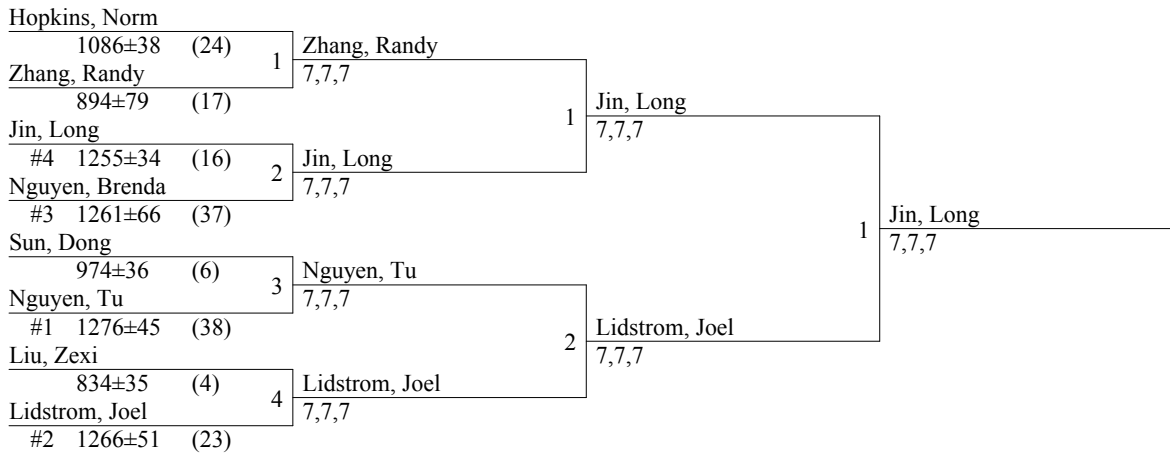 Hopkins, Norm
1086±38 (24)
1
Zhang, Randy
7,7,7
Zhang, Randy
894±79 (17)
1
Jin, Long
7,7,7
Jin, Long
#4 1255±34 (16)
2
Jin, Long
7,7,7
Nguyen, Brenda
#3 1261±66 (37)
1
Jin, Long
7,7,7
Sun, Dong
974±36 (6)
3
Nguyen, Tu
7,7,7
Nguyen, Tu
#1 1276±45 (38)
2
Lidstrom, Joel
7,7,7
Liu, Zexi
834±35 (4)
4
Lidstrom, Joel
7,7,7
Lidstrom, Joel
#2 1266±51 (23)